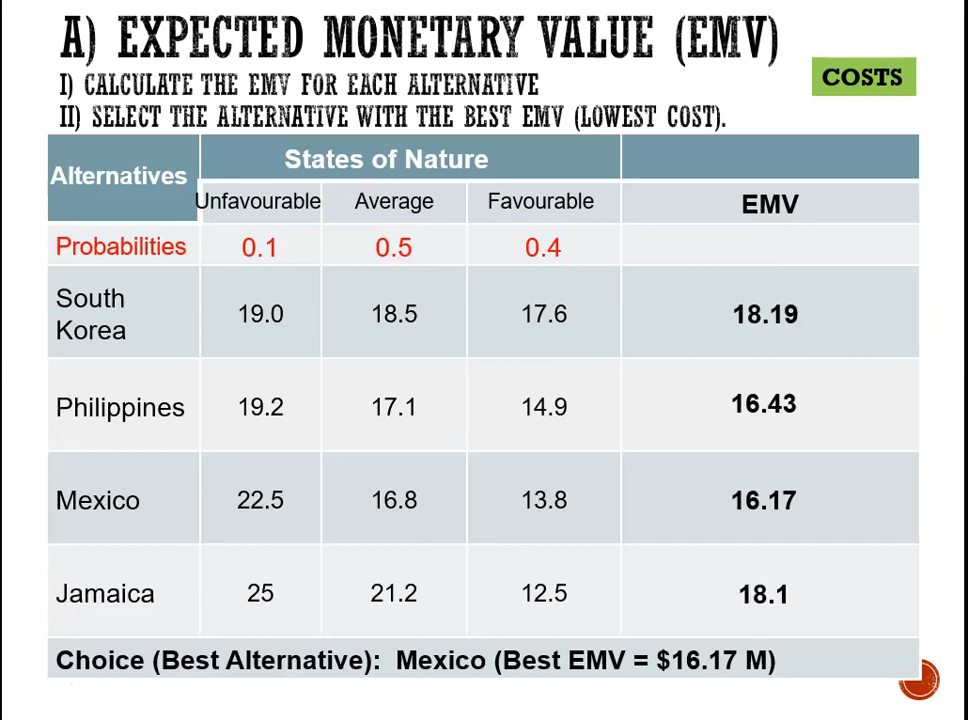 A) EXPECTED MONETARY VALUE (EMV)
I) CALCULATE THE EMV FOR EACH ALTERNATIVE
COSTS
II) SELECT THE ALTERNATIVE WITH THE BEST EMV (LOWEST COST).
Alternatives States of Nature
Unfavourable Average Favourable EMV
Probabilities 0.1 0.5 0.4
South
Korea 19.0 18.5 17.6 18.19
Philippines 19.2 17.1 14.9 16.43
Mexico 22.5 16.8 13.8 16.17
Jamaica 25 21.2 12.5 18.1
Choice (Best Alternative): Mexico (Best EMV = $16.17 M)